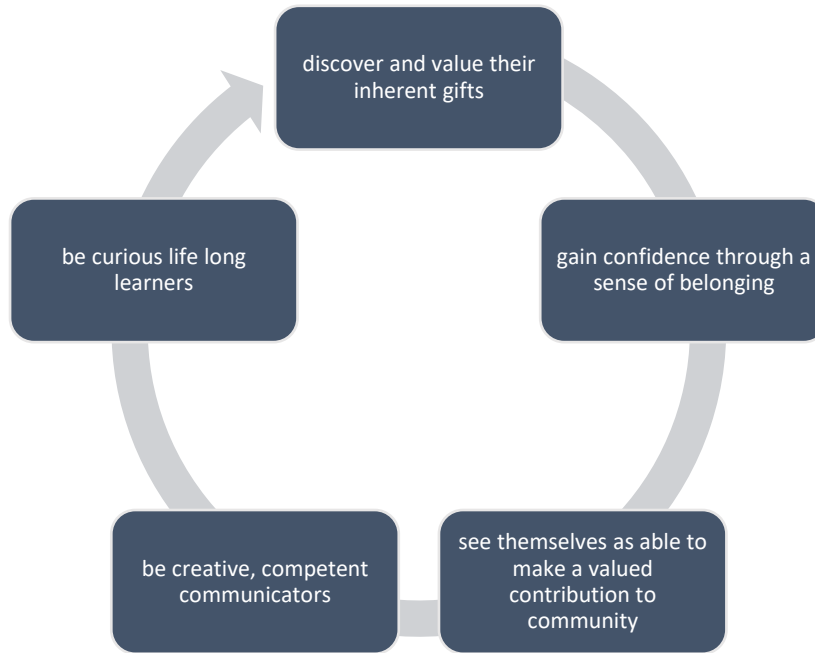 discover and value their
inherent gifts
gain confidence through a
sense of belonging
see themselves as able to
make a valued
contribution to
community
be creative, competent
communicators
be curious life long
learners